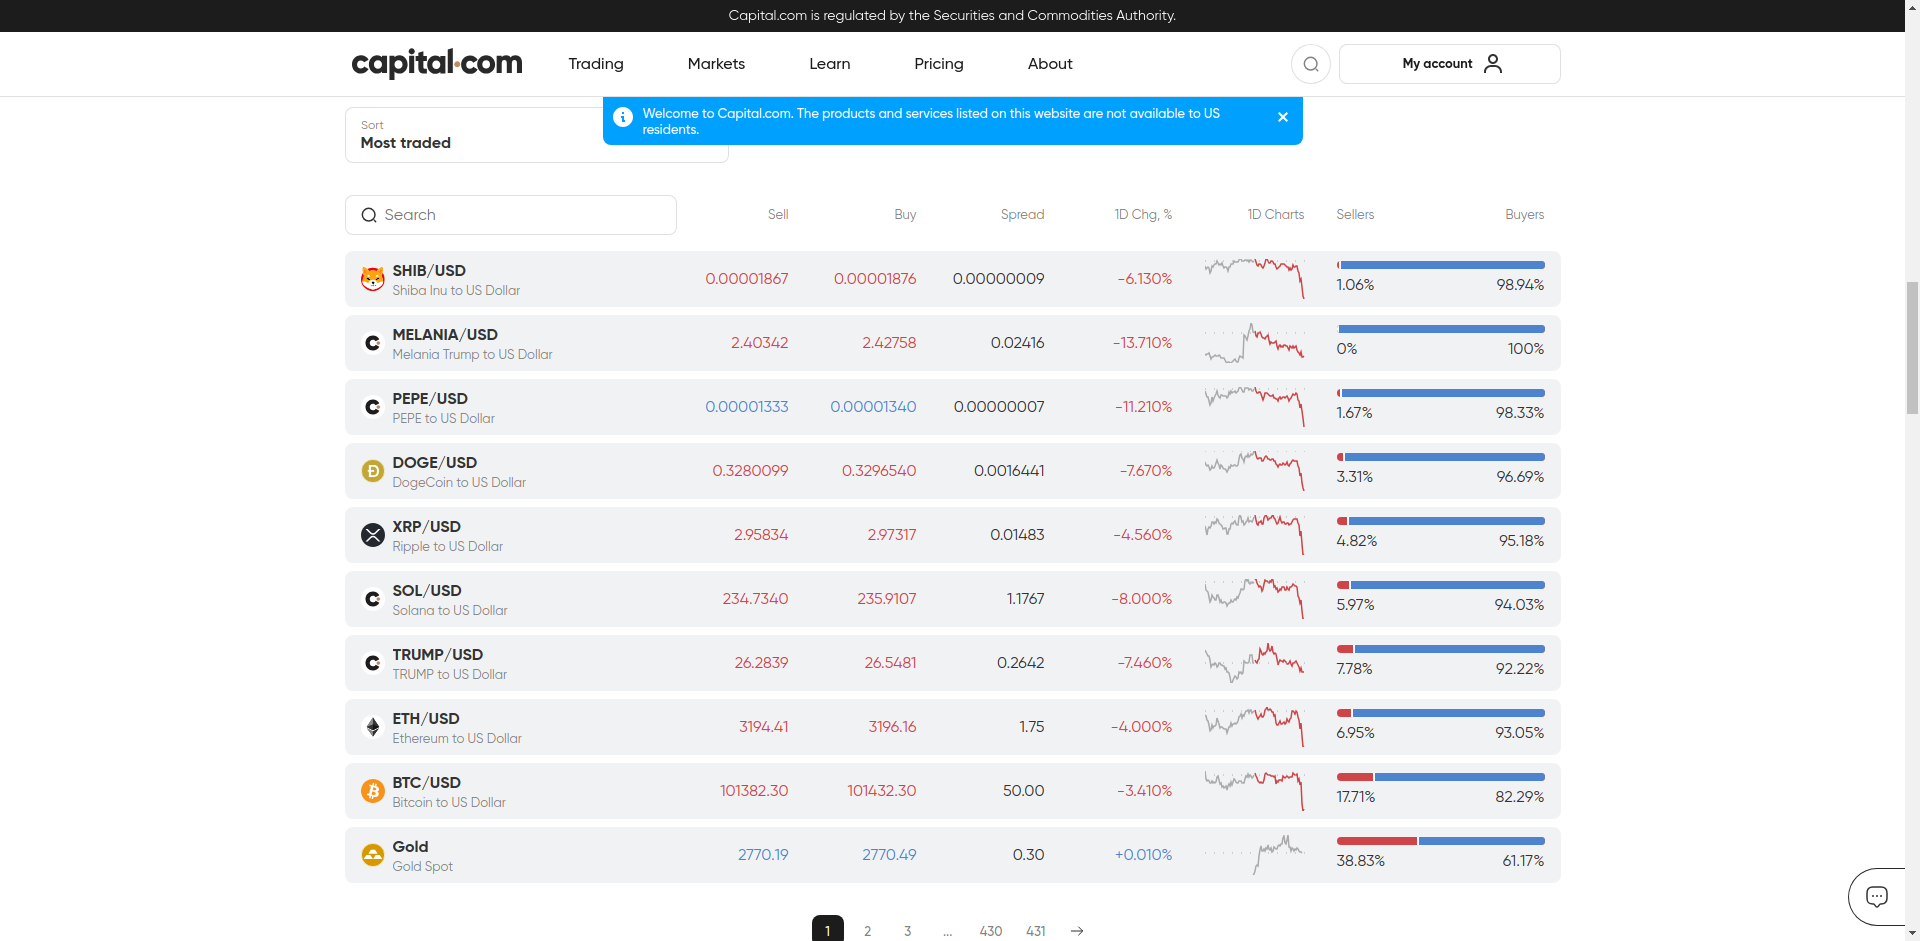 Capital.com is regulated by the Securities and Commodities Authority.
capital.com
Trading
Markets
Learn
Pricing
About
My account
Welcome to Capital.com. The products and services listed on this website are not available to US
residents.
Sort
Most traded
Search
Sell
Buy
Spread
1D Chg, %
1D Charts
Sellers
Buyers
SHIB/USD
Shiba Inu to US Dollar
0.00001867
0.00001876
0.00000009
-6.130%
1.06%
98.94%
MELANIA/USD
Melania Trump to US Dollar
2.40342
2.42758
0.02416
-13.710%
0%
100%
PEPE/USD
PEPE to US Dollar
0.00001333
0.00001340
0.00000007
-11.210%
1.67%
98.33%
DOGE/USD
DogeCoin to US Dollar
0.3280099
0.3296540
0.0016441
-7.670%
3.31%
96.69%
XRP/USD
Ripple to US Dollar
2.95834
2.97317
0.01483
-4.560%
4.82%
95.18%
SOL/USD
Solana to US Dollar
234.7340
235.9107
1.1767
-8.000%
5.97%
94.03%
TRUMP/USD
TRUMP to US Dollar
26.2839
26.5481
0.2642
-7.460%
7.78%
92.22%
ETH/USD
Ethereum to US Dollar
3194.41
3196.16
1.75
-4.000%
6.95%
93.05%
BTC/USD
Bitcoin to US Dollar
101382.30
101432.30
50.00
-3.410%
17.71%
82.29%
Gold
Gold Spot
2770.19
2770.49
0.30
+0.010%
38.83%
61.17%
1
2
3
...
430
431